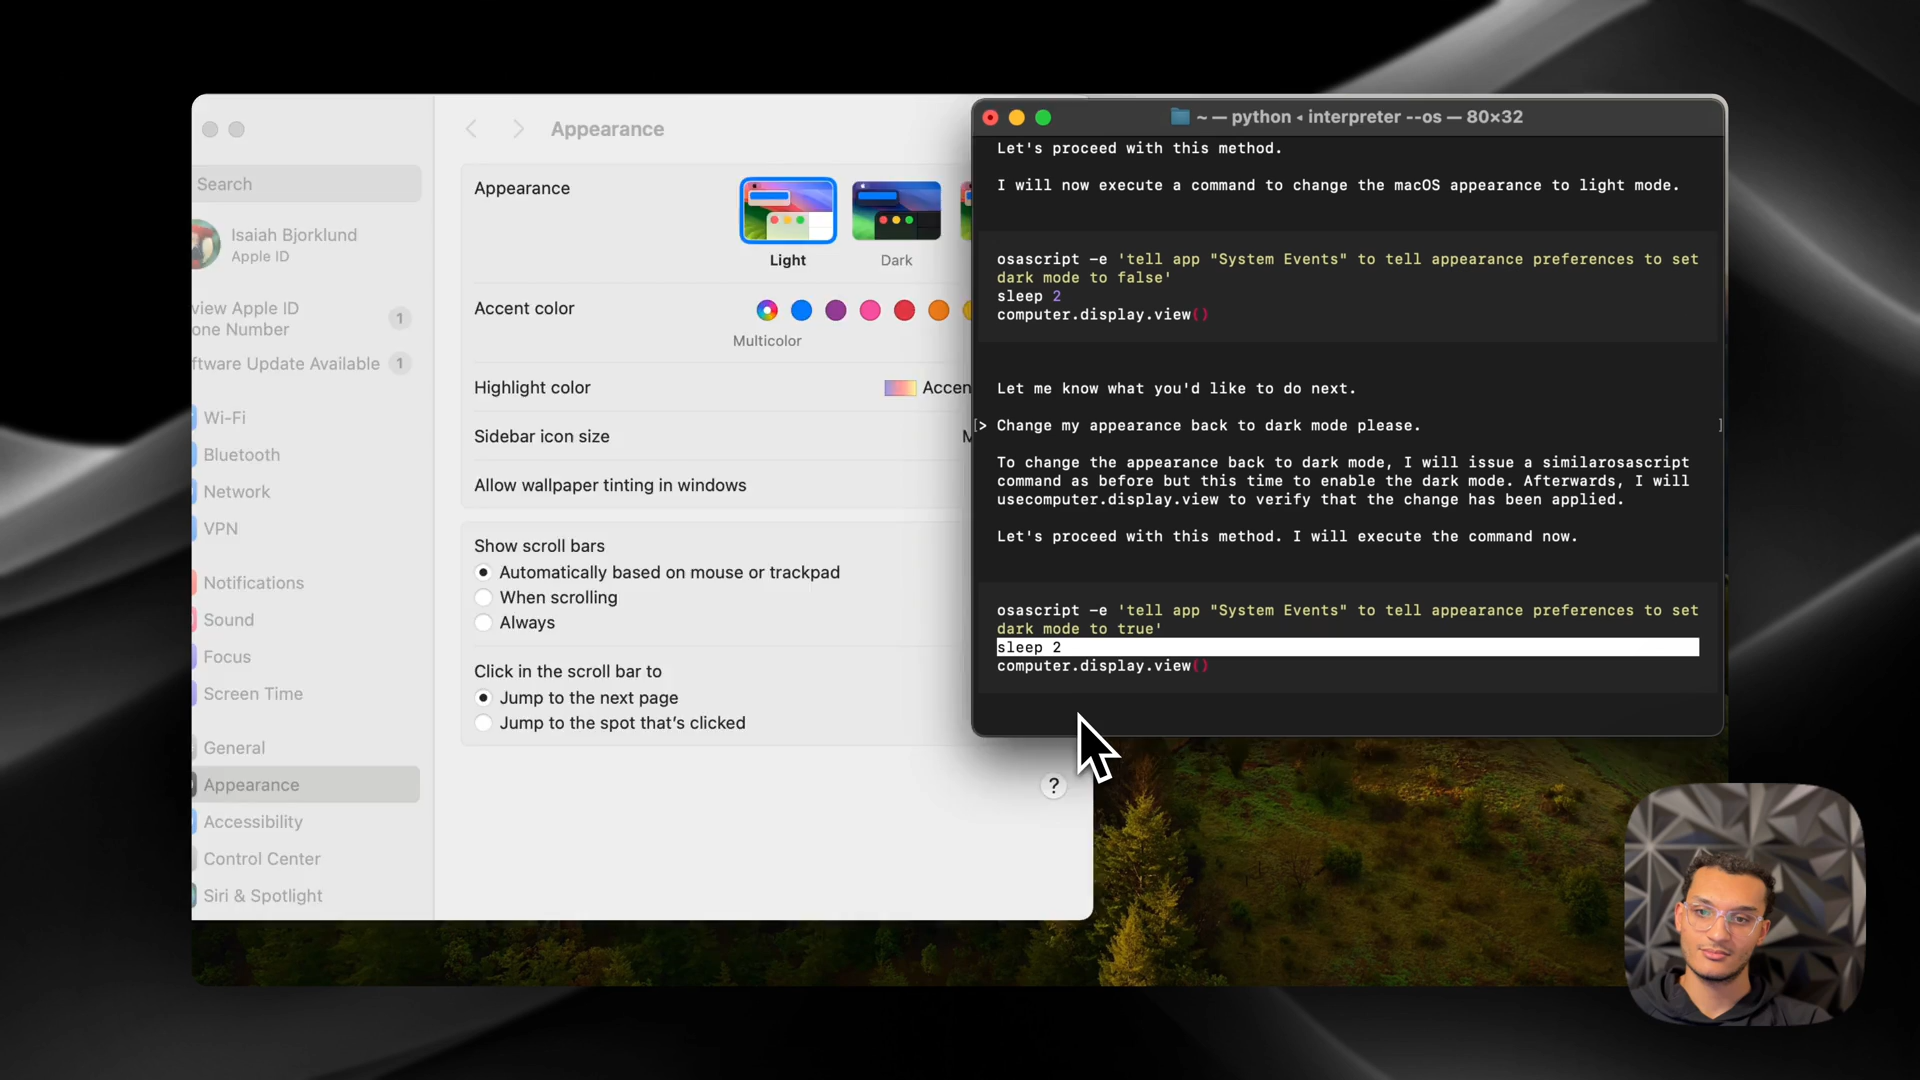 Search
Isaiah Bjorklund
Apple ID
view Apple ID
one Number
1
ftware Update Available
1
Wi-Fi
Bluetooth
Network
VPN
Notifications
Sound
Focus
Screen Time
General
Appearance
Accessibility
Control Center
Siri & Spotlight
Appearance
Appearance
Light
Dark
Accent color
Multicolor
Highlight color
Accen
Sidebar icon size
M
Allow wallpaper tinting in windows
Show scroll bars
Automatically based on mouse or trackpad
When scrolling
Always
Click in the scroll bar to
Jump to the next page
Jump to the spot that's clicked
?
~ — python ◂ interpreter --os — 80×32
Let's proceed with this method.
I will now execute a command to change the macOS appearance to light mode.
osascript -e 'tell app "System Events" to tell appearance preferences to set
dark mode to false'
sleep 2
computer.display.view()
Let me know what you'd like to do next.
[> Change my appearance back to dark mode please. ]
To change the appearance back to dark mode, I will issue a similarosascript
command as before but this time to enable the dark mode. Afterwards, I will
usecomputer.display.view to verify that the change has been applied.
Let's proceed with this method. I will execute the command now.
osascript -e 'tell app "System Events" to tell appearance preferences to set
dark mode to true'
sleep 2
computer.display.view()